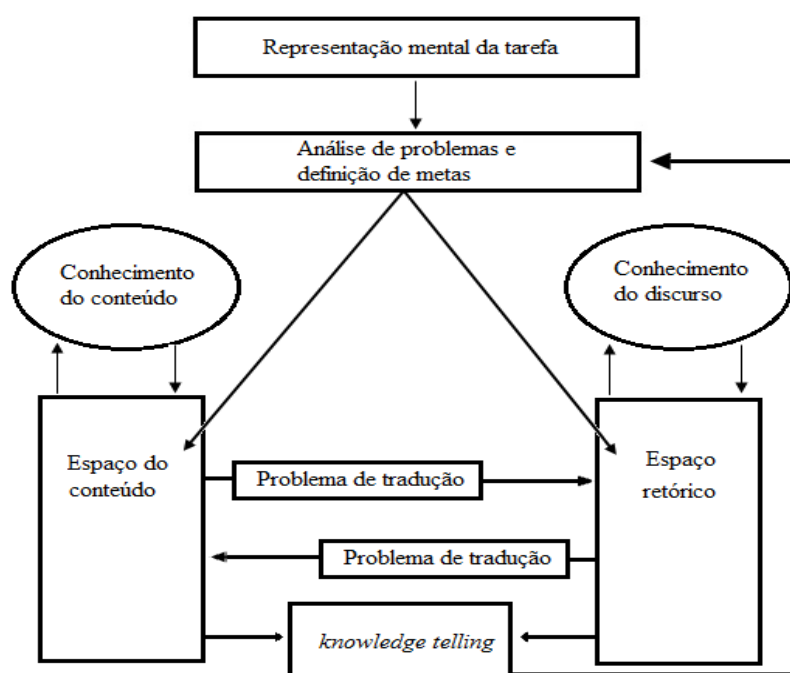 Representação mental da tarefa
Análise de problemas e
definição de metas
Conhecimento
do conteúdo
Conhecimento
do discurso
Espaço do
conteúdo
Problema de tradução
Espaço
retórico
Problema de tradução
knowledge telling